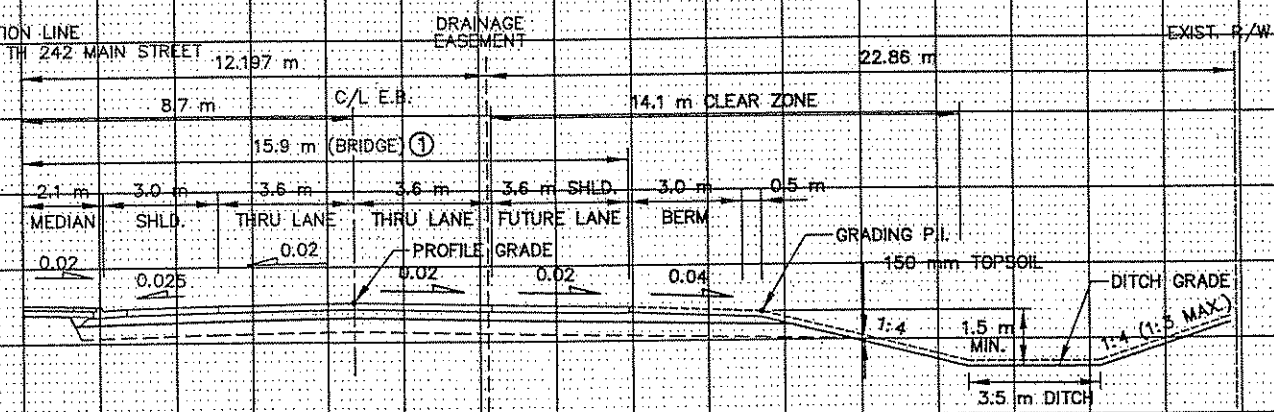 TION LINE
TH 242 MAIN STREET
DRAINAGE
EASEMENT
EXIST. R/W
12.197 m
22.86 m
8.7 m
C/L E.B.
14.1 m CLEAR ZONE
15.9 m (BRIDGE) ①
2.1 m 3.0 m 3.6 m 3.6 m 3.6 m SHLD. 3.0 m 0.5 m
MEDIAN SHLD. THRU LANE THRU LANE FUTURE LANE BERM
GRADING P.I.
0.02 0.025 0.02 PROFILE GRADE 0.02 0.02 0.04
150 mm TOPSOIL
DITCH GRADE
1:4
1.5 m
MIN.
1:4 (1:3 MAX.)
3.5 m DITCH